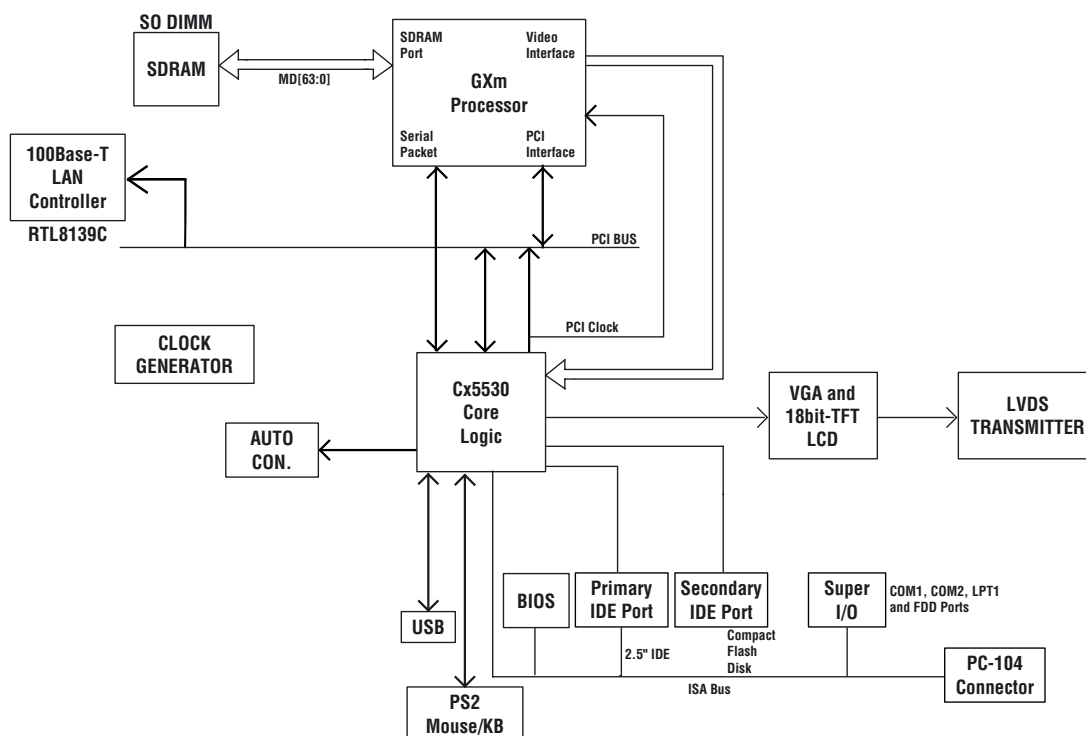 SO DIMM
SDRAM
MD[63:0]
SDRAM
Port
Video
Interface
GXm
Processor
Serial
Packet
PCI
Interface
100Base-T
LAN
Controller
RTL8139C
PCI BUS
CLOCK
GENERATOR
PCI Clock
Cx5530
Core
Logic
VGA and
18bit-TFT
LCD
LVDS
TRANSMITTER
AUTO
CON.
USB
PS2
Mouse/KB
BIOS
Primary
IDE Port
2.5" IDE
Secondary
IDE Port
Compact
Flash
Disk
Super
I/O
COM1, COM2, LPT1
and FDD Ports
ISA Bus
PC-104
Connector